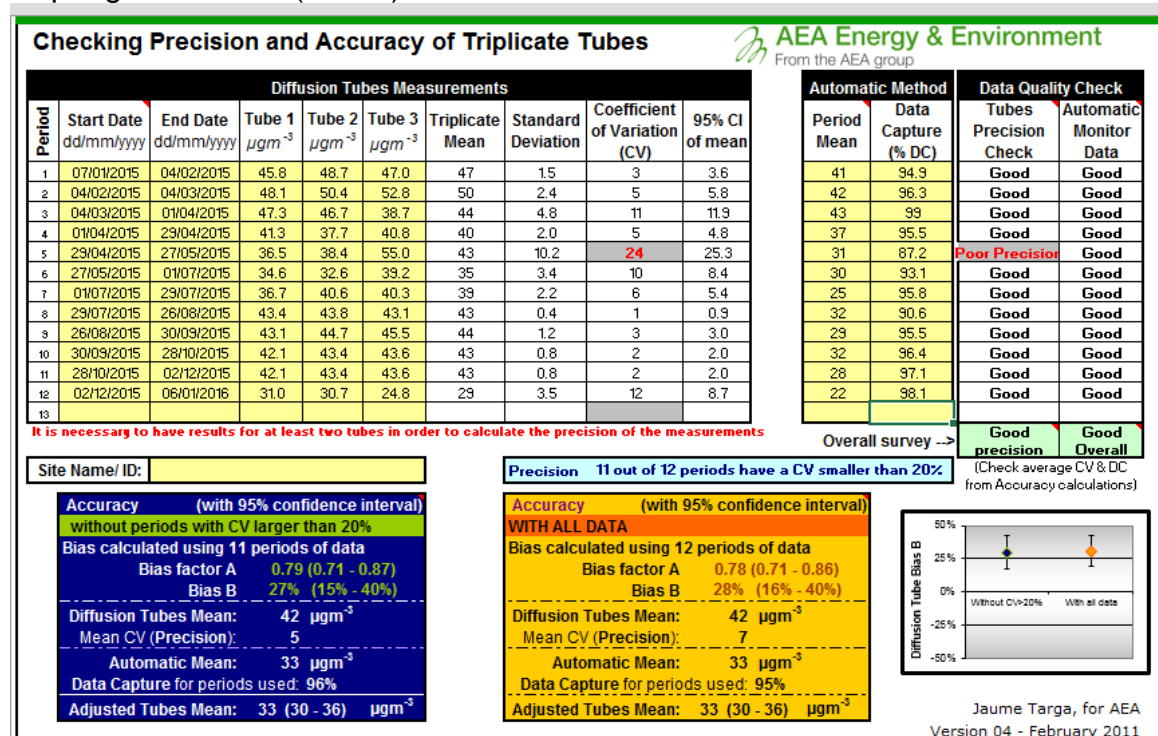 Checking Precision and Accuracy of Triplicate Tubes
AEA Energy & Environment
From the AEA group
Diffusion Tubes Measurements
Automatic Method
Data Quality Check
Period Start Date dd/mm/yyyy End Date dd/mm/yyyy Tube 1 µgm-3 Tube 2 µgm-3 Tube 3 µgm-3 Triplicate Mean Standard Deviation Coefficient of Variation (CV) 95% CI of mean Period Mean Data Capture (% DC) Tubes Precision Check Automatic Monitor Data
1 07/01/2015 04/02/2015 45.8 48.7 47.0 47 1.5 3 3.6 41 94.9 Good Good
2 04/02/2015 04/03/2015 48.1 50.4 52.8 50 2.4 5 5.8 42 96.3 Good Good
3 04/03/2015 01/04/2015 47.3 46.7 38.7 44 4.8 11 11.9 43 99 Good Good
4 01/04/2015 29/04/2015 41.3 37.7 40.8 40 2.0 5 4.8 37 95.5 Good Good
5 29/04/2015 27/05/2015 36.5 38.4 55.0 43 10.2 24 25.3 31 87.2 Poor Precision Good
6 27/05/2015 01/07/2015 34.6 32.6 39.2 35 3.4 10 8.4 30 93.1 Good Good
7 01/07/2015 29/07/2015 36.7 40.6 40.3 39 2.2 6 5.4 25 95.8 Good Good
8 29/07/2015 26/08/2015 43.4 43.8 43.1 43 0.4 1 0.9 32 90.6 Good Good
9 26/08/2015 30/09/2015 43.1 44.7 45.5 44 1.2 3 3.0 29 95.5 Good Good
10 30/09/2015 28/10/2015 42.1 43.4 43.6 43 0.8 2 2.0 32 96.4 Good Good
11 28/10/2015 02/12/2015 42.1 43.4 43.6 43 0.8 2 2.0 28 97.1 Good Good
12 02/12/2015 06/01/2016 31.0 30.7 24.8 29 3.5 12 8.7 22 98.1 Good Good
13
It is necessary to have results for at least two tubes in order to calculate the precision of the measurements
Overall survey --> Good precision Good Overall
Site Name/ ID:
Precision 11 out of 12 periods have a CV smaller than 20%
(Check average CV & DC from Accuracy calculations)
Accuracy (with 95% confidence interval)
without periods with CV larger than 20%
Bias calculated using 11 periods of data
Bias factor A 0.79 (0.71 - 0.87)
Bias B 27% (15% - 40%)
Diffusion Tubes Mean: 42 µgm-3
Mean CV (Precision): 5
Automatic Mean: 33 µgm-3
Data Capture for periods used: 96%
Adjusted Tubes Mean: 33 (30 - 36) µgm-3
Accuracy (with 95% confidence interval)
WITH ALL DATA
Bias calculated using 12 periods of data
Bias factor A 0.78 (0.71 - 0.86)
Bias B 28% (16% - 40%)
Diffusion Tubes Mean: 42 µgm-3
Mean CV (Precision): 7
Automatic Mean: 33 µgm-3
Data Capture for periods used: 95%
Adjusted Tubes Mean: 33 (30 - 36) µgm-3
Diffusion Tube Bias B
50%
25%
0%
-25%
-50%
Without CV>20% With all data
Jaume Targa, for AEA
Version 04 - February 2011